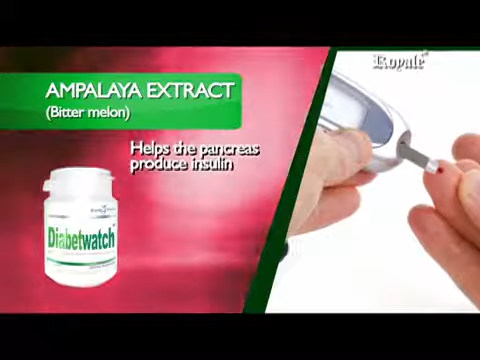 Royale
AMPALAYA EXTRACT
(Bitter melon)
Helps the pancreas
produce insulin
Diabetwatch